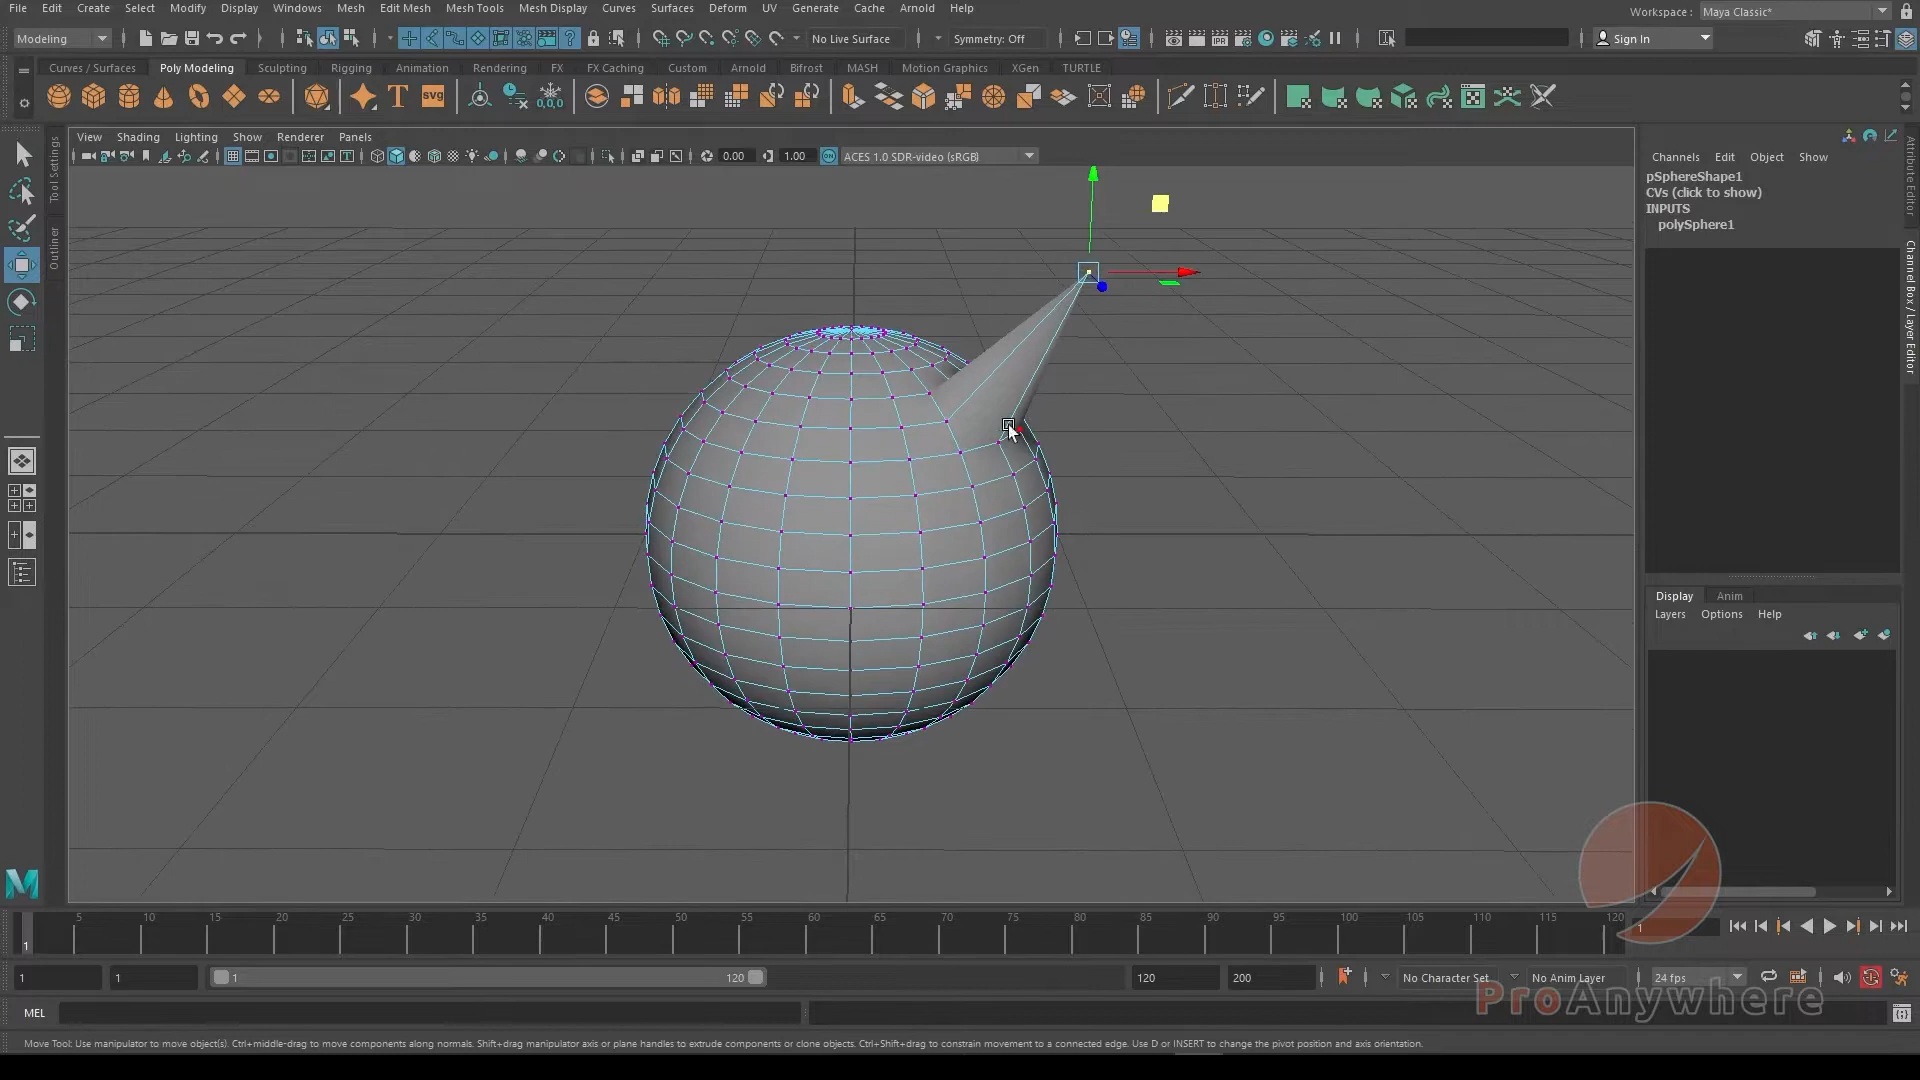 File Edit Create Select Modify Display Windows Mesh Edit Mesh Mesh Tools Mesh Display Curves Surfaces Deform UV Generate Cache Arnold Help
Workspace : Maya Classic*
Modeling No Live Surface Symmetry: Off Sign In
Curves / Surfaces Poly Modeling Sculpting Rigging Animation Rendering FX FX Caching Custom Arnold Bifrost MASH Motion Graphics XGen TURTLE
T SVG 0,0,0
View Shading Lighting Show Renderer Panels
IPR
0.00 1.00 ON ACES 1.0 SDR-video (sRGB)
Tool Settings
Outliner
Channels Edit Object Show
pSphereShape1
CVs (click to show)
INPUTS
polySphere1
Attribute Editor
Channel Box / Layer Editor
Display Anim
Layers Options Help
M
5 10 15 20 25 30 35 40 45 50 55 60 65 70 75 80 85 90 95 100 105 110 115 120
1 1
1 1 1 120 120 200 No Character Set No Anim Layer 24 fps
ProAnywhere
MEL
Move Tool: Use manipulator to move object(s). Ctrl+middle-drag to move components along normals. Shift+drag manipulator axis or plane handles to extrude components or clone objects. Ctrl+Shift+drag to constrain movement to a connected edge. Use D or INSERT to change the pivot position and axis orientation.